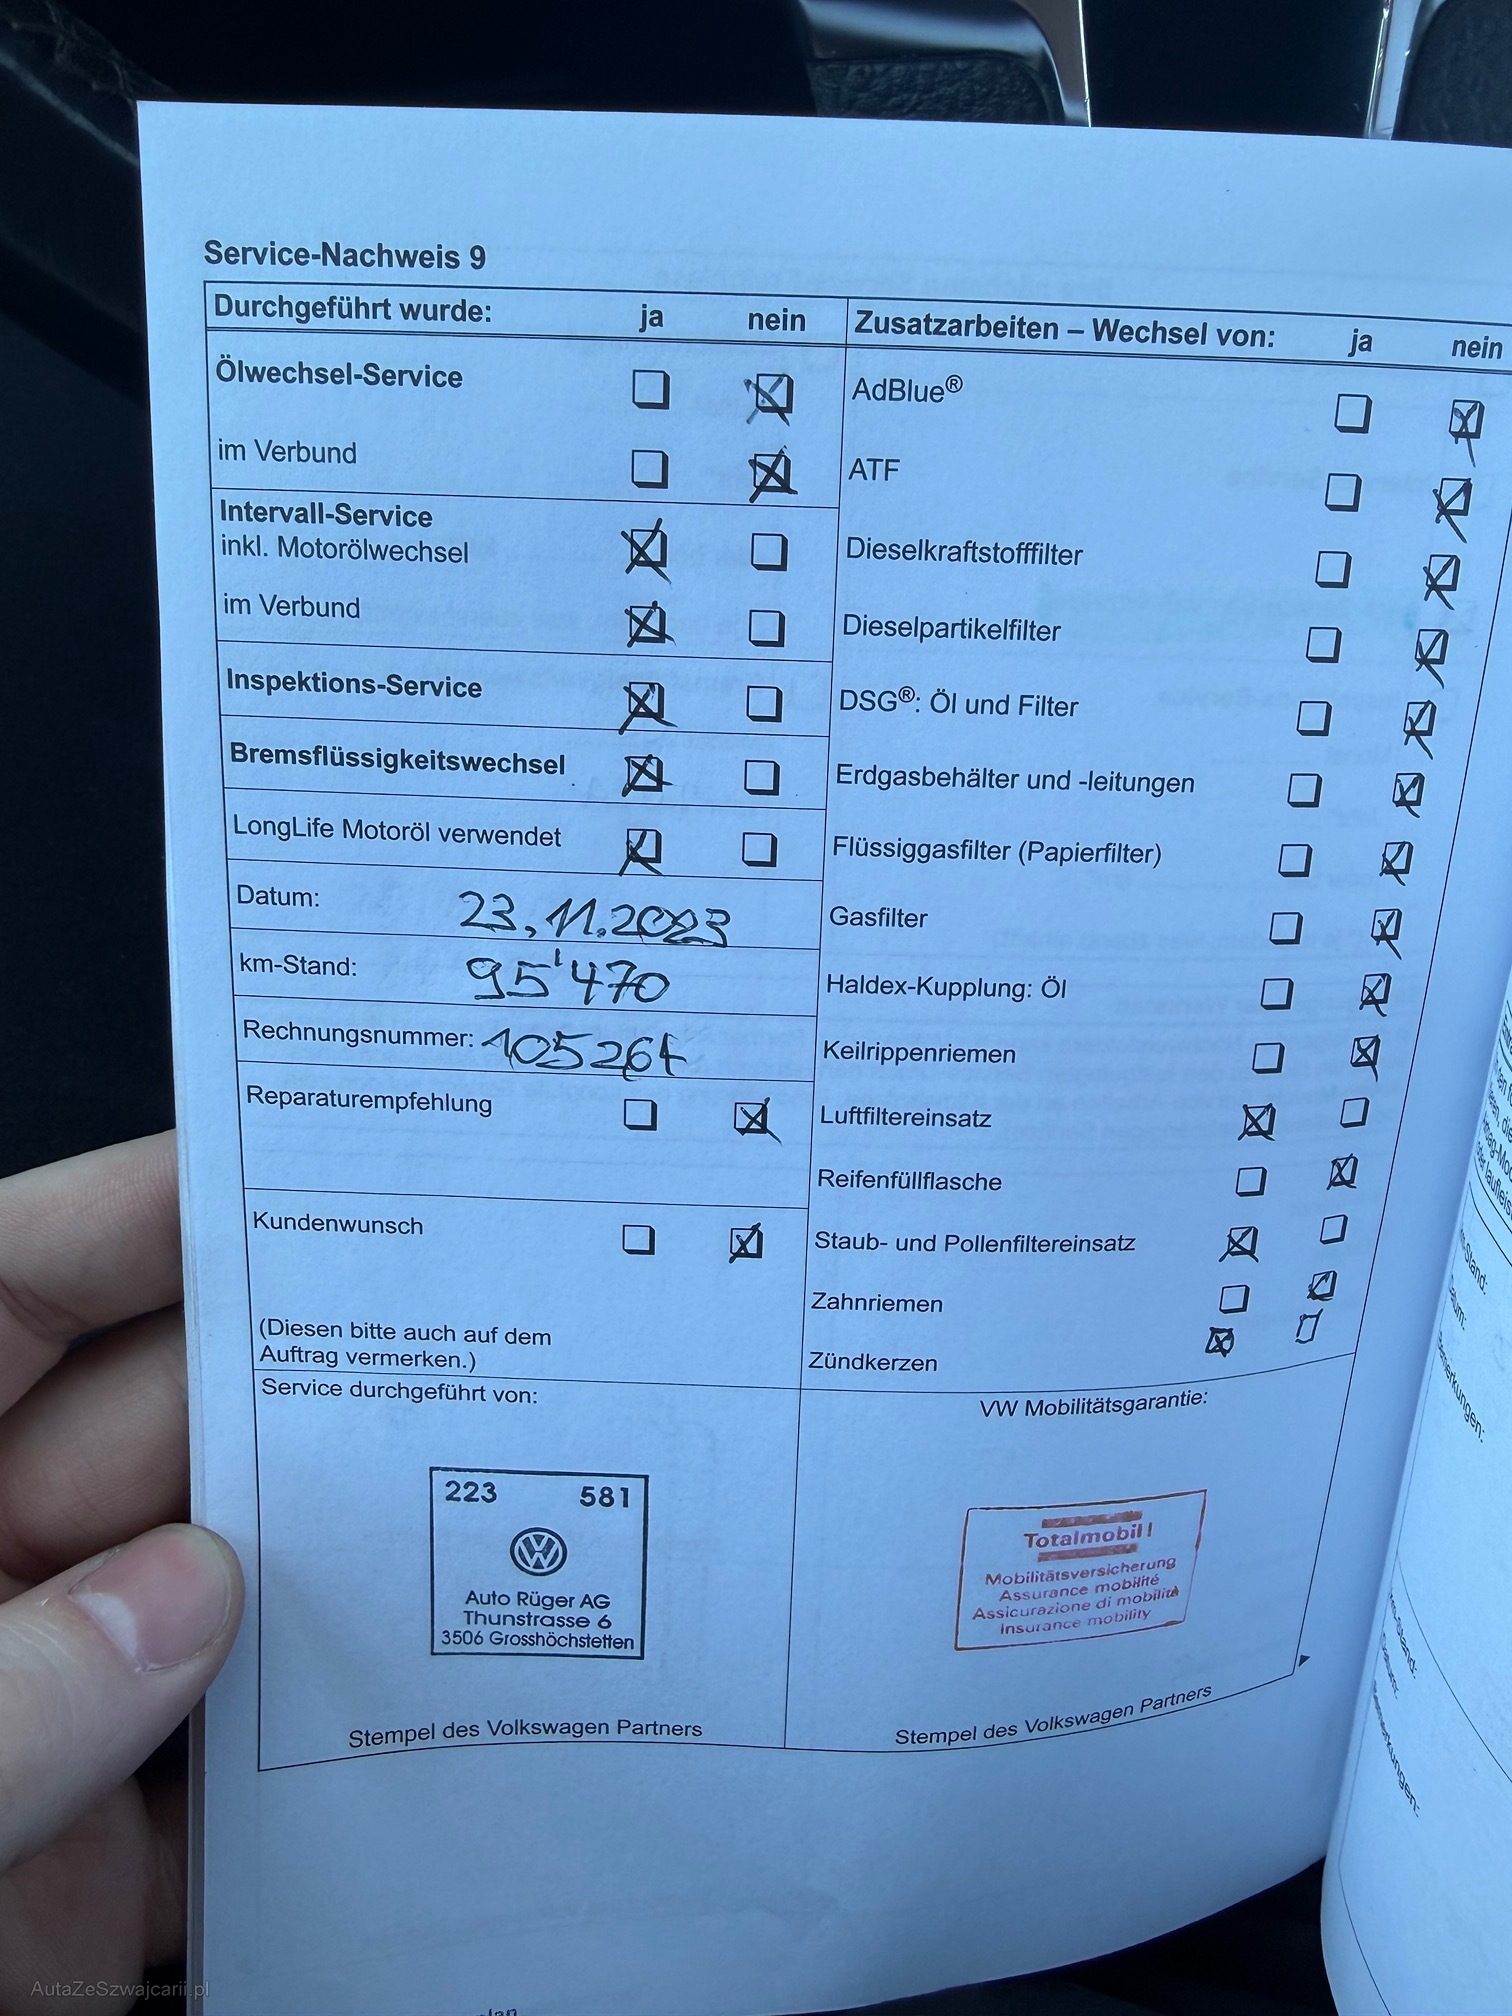 Service-Nachweis 9
Durchgeführt wurde: ja nein
Ölwechsel-Service
im Verbund
Intervall-Service
inkl. Motorölwechsel
im Verbund
Inspektions-Service
Bremsflüssigkeitswechsel
LongLife Motoröl verwendet
Datum: 23.11.2023
km-Stand: 95'470
Rechnungsnummer: 105264
Reparaturempfehlung
Kundenwunsch
(Diesen bitte auch auf dem
Auftrag vermerken.)
Zusatzarbeiten – Wechsel von: ja nein
AdBlue®
ATF
Dieselkraftstofffilter
Dieselpartikelfilter
DSG®: Öl und Filter
Erdgasbehälter und -leitungen
Flüssiggasfilter (Papierfilter)
Gasfilter
Haldex-Kupplung: Öl
Keilrippenriemen
Luftfiltereinsatz
Reifenfüllflasche
Staub- und Pollenfiltereinsatz
Zahnriemen
Zündkerzen
Service durchgeführt von:
223 581
Auto Rüger AG
Thunstrasse 6
3506 Grosshöchstetten
Stempel des Volkswagen Partners
VW Mobilitätsgarantie:
Totalmobil!
Mobilitätsversicherung
Assurance mobilité
Assicurazione di mobilità
Insurance mobility
Stempel des Volkswagen Partners
AutaZeSzwajcarii.pl